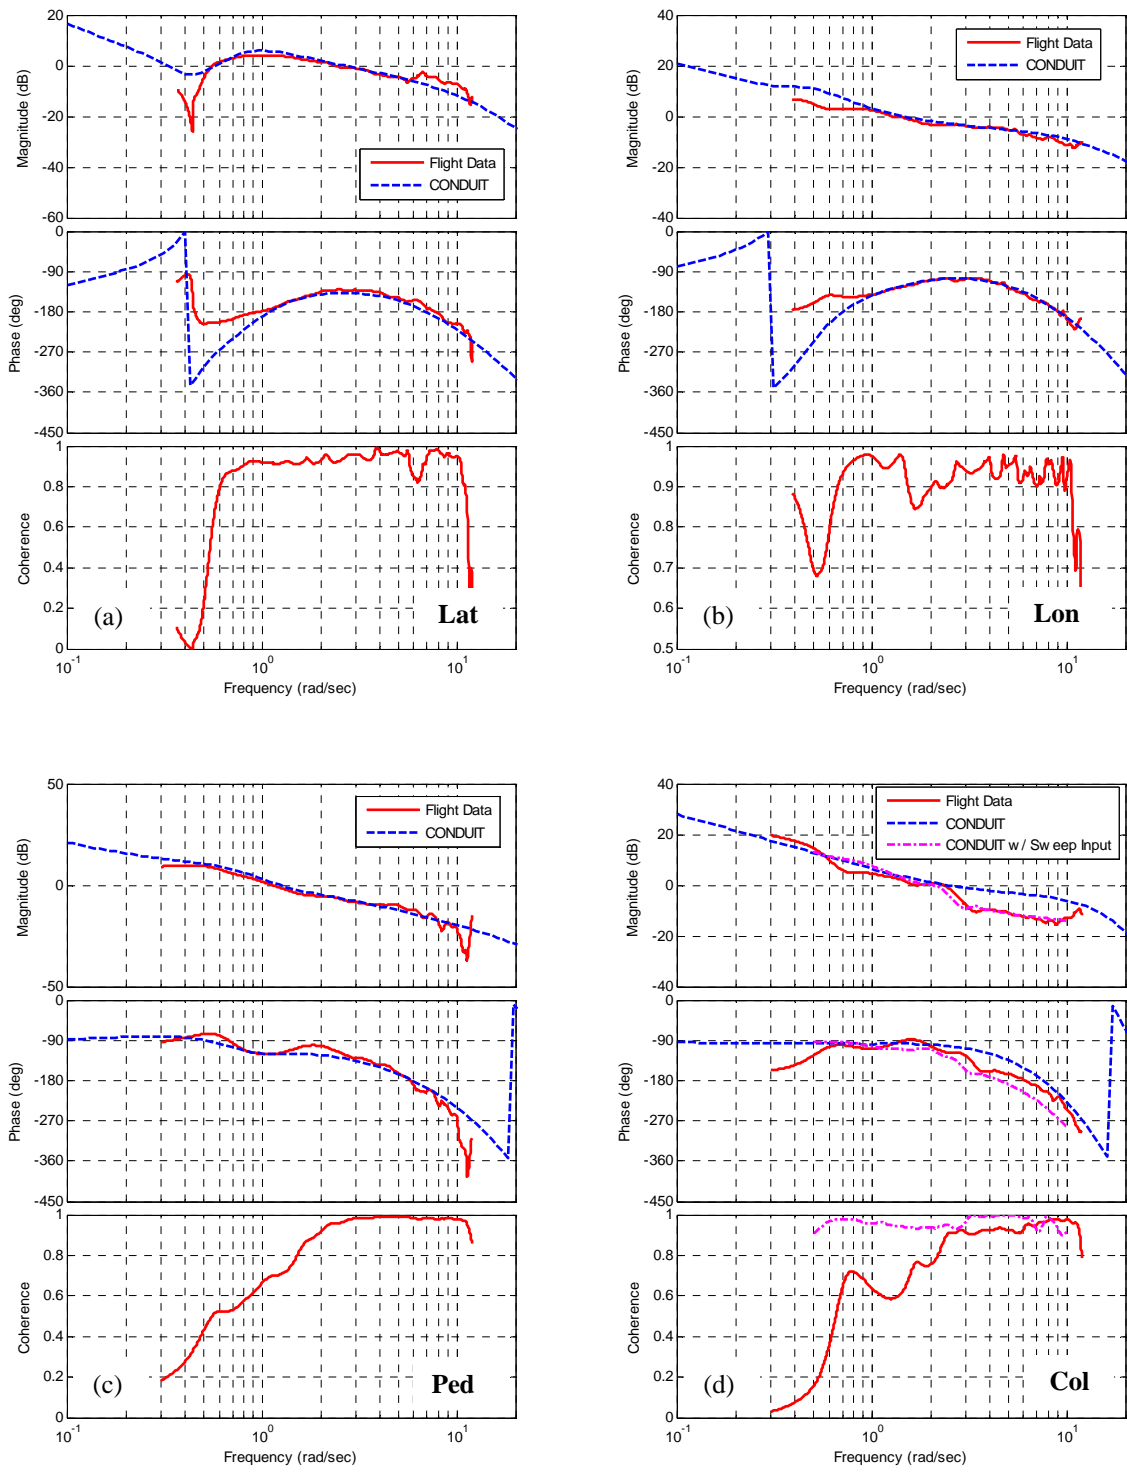 20
0
-20
-40
-60
Magnitude (dB)
Flight Data
CONDUIT
0
-90
-180
-270
-360
-450
Phase (deg)
1
0.8
0.6
0.4
0.2
0
Coherence
(a)
Lat
10-1
100
101
Frequency (rad/sec)
40
20
0
-20
-40
Magnitude (dB)
Flight Data
CONDUIT
0
-90
-180
-270
-360
-450
Phase (deg)
1
0.9
0.8
0.7
0.6
0.5
Coherence
(b)
Lon
10-1
100
101
Frequency (rad/sec)
50
0
-50
Magnitude (dB)
Flight Data
CONDUIT
0
-90
-180
-270
-360
-450
Phase (deg)
1
0.8
0.6
0.4
0.2
0
Coherence
(c)
Ped
10-1
100
101
Frequency (rad/sec)
40
20
0
-20
-40
Magnitude (dB)
Flight Data
CONDUIT
CONDUIT w/ Sweep Input
0
-90
-180
-270
-360
-450
Phase (deg)
1
0.8
0.6
0.4
0.2
0
Coherence
(d)
Col
10-1
100
101
Frequency (rad/sec)